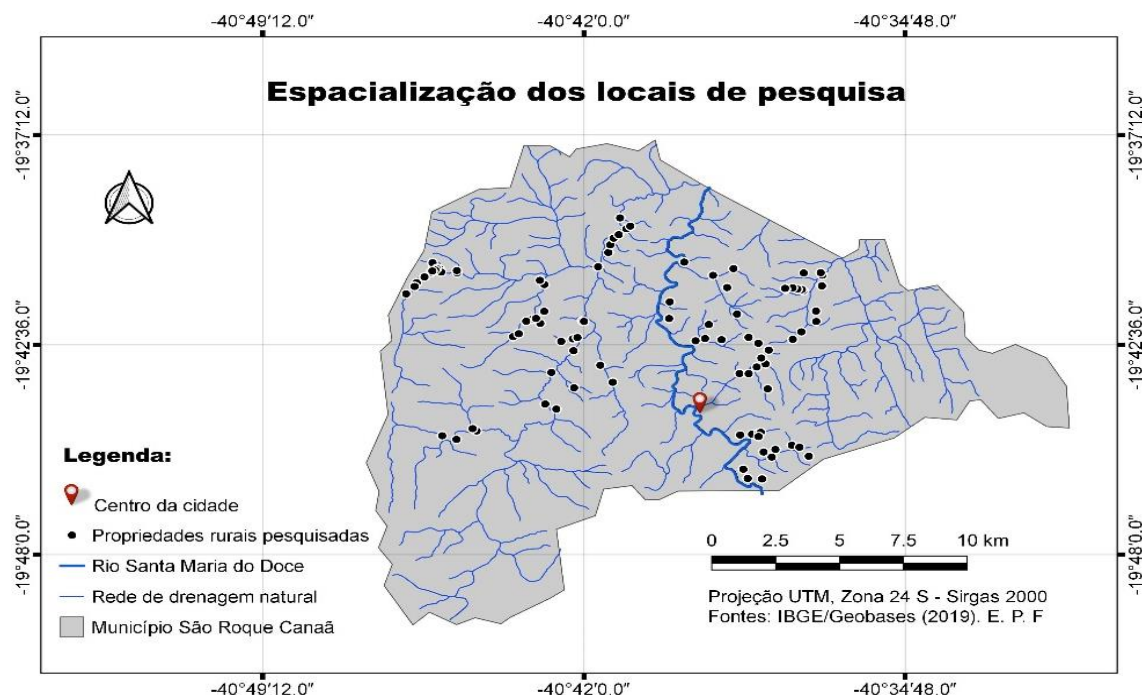 -40°49'12.0" -40°42'0.0" -40°34'48.0"
Espacialização dos locais de pesquisa
-19°37'12.0" -19°37'12.0"
-19°42'36.0" -19°42'36.0"
Legenda:
Centro da cidade
Propriedades rurais pesquisadas
Rio Santa Maria do Doce
Rede de drenagem natural
Município São Roque Canaã
0 2.5 5 7.5 10 km
-19°48'0.0" -19°48'0.0"
Projeção UTM, Zona 24 S - Sirgas 2000
Fontes: IBGE/Geobases (2019). E. P. F
-40°49'12.0" -40°42'0.0" -40°34'48.0"